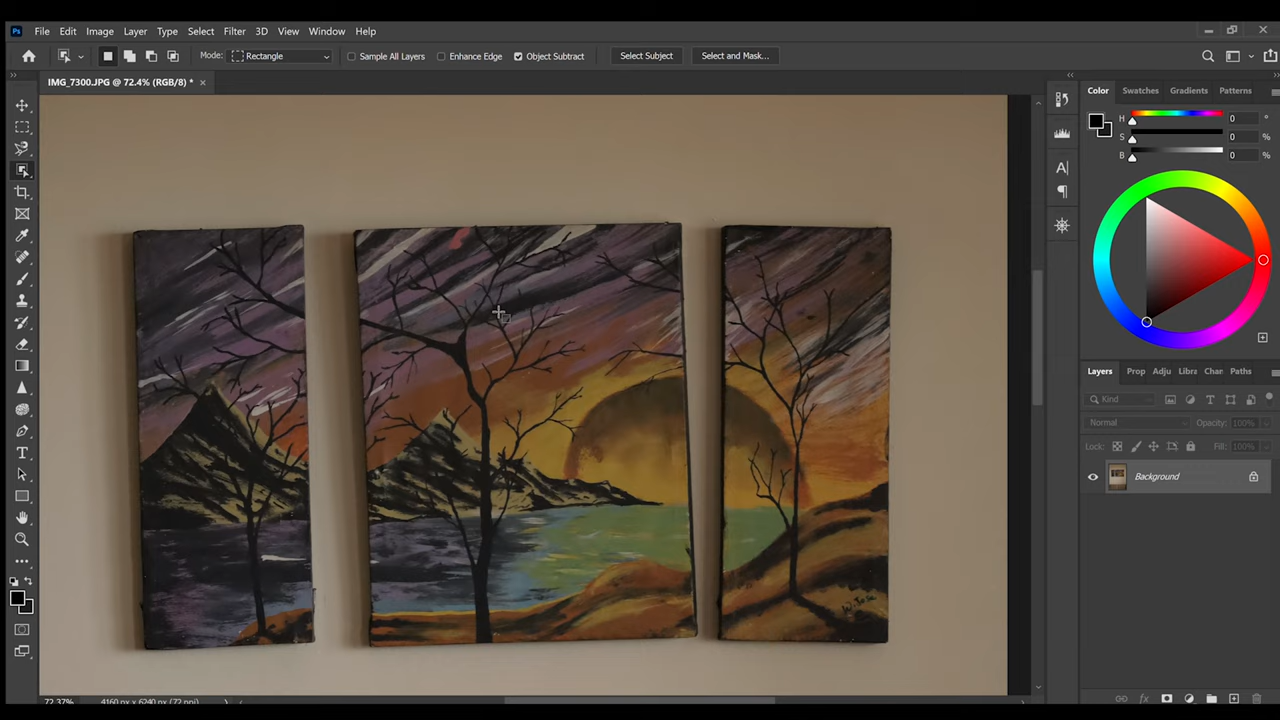 Ps File Edit Image Layer Type Select Filter 3D View Window Help
Mode: Rectangle Sample All Layers Enhance Edge Object Subtract Select Subject Select and Mask...
IMG_7300.JPG @ 72.4% (RGB/8) * ×
Color Swatches Gradients Patterns
H 0 °
S 0 %
B 0 %
Layers Prop Adju Libra Chan Paths
Kind
Normal Opacity: 100%
Lock: Fill: 100%
Background
72.37% 4160 px x 6240 px (72 ppi)